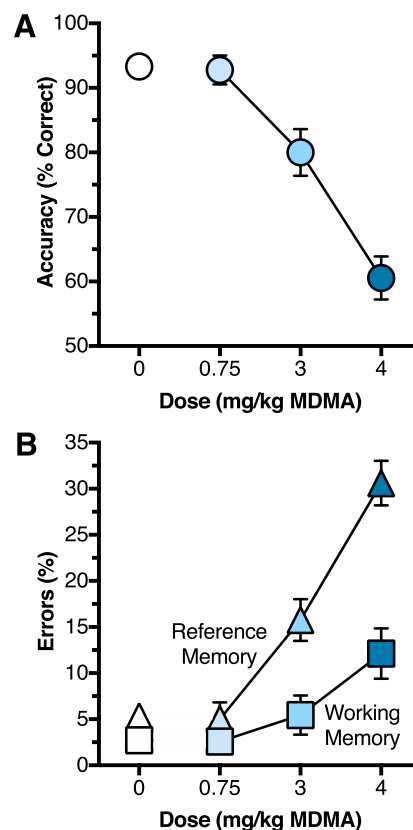 A
100
90
80
70
60
50
Accuracy (% Correct)
0 0.75 3 4
Dose (mg/kg MDMA)
B
35
30
25
20
15
10
5
0
Errors (%)
Reference
Memory
Working
Memory
0 0.75 3 4
Dose (mg/kg MDMA)